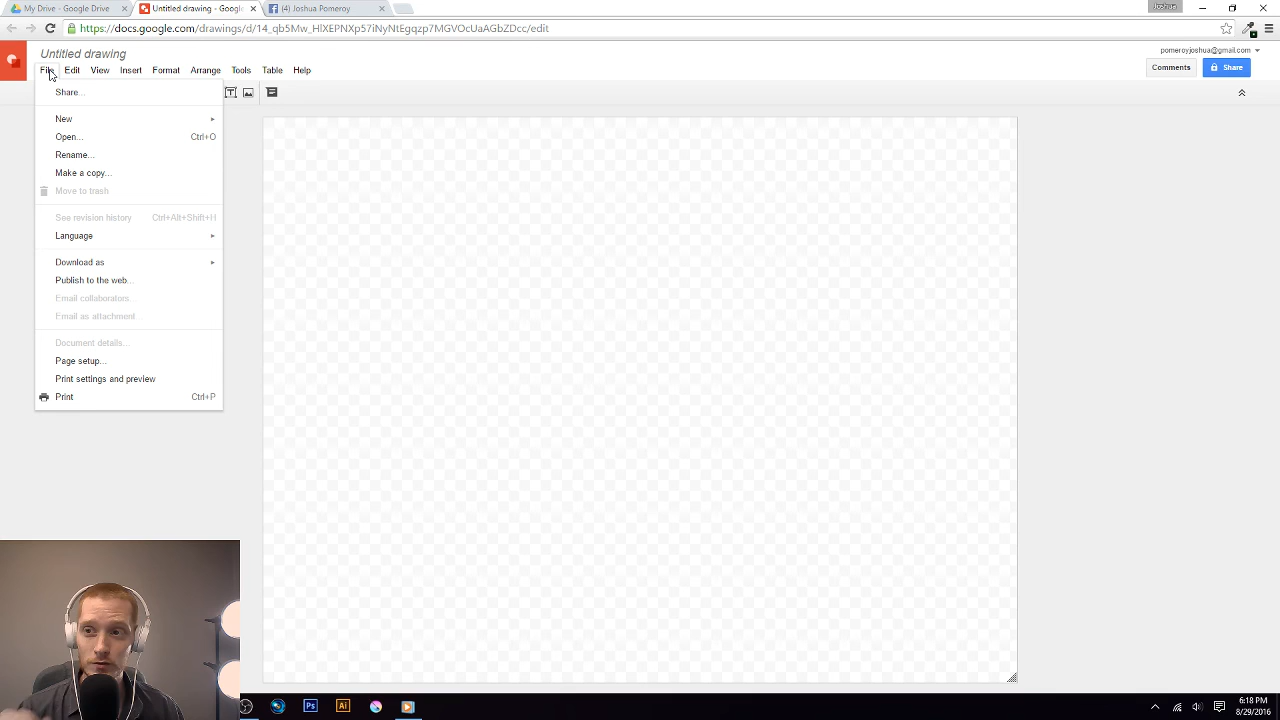 My Drive - Google Drive
Untitled drawing - Googl
(4) Joshua Pomeroy
Joshua
https://docs.google.com/drawings/d/14_qb5Mw_HlXEPNXp57iNyNtEgqzp7MGVOcUaAGbZDcc/edit
Untitled drawing
pomeroyjoshua@gmail.com
File Edit View Insert Format Arrange Tools Table Help
Comments
Share
Share...
New
Open... Ctrl+O
Rename...
Make a copy...
Move to trash
See revision history Ctrl+Alt+Shift+H
Language
Download as
Publish to the web...
Email collaborators...
Email as attachment...
Document details...
Page setup...
Print settings and preview
Print Ctrl+P
Ps
Ai
6:18 PM
8/29/2016